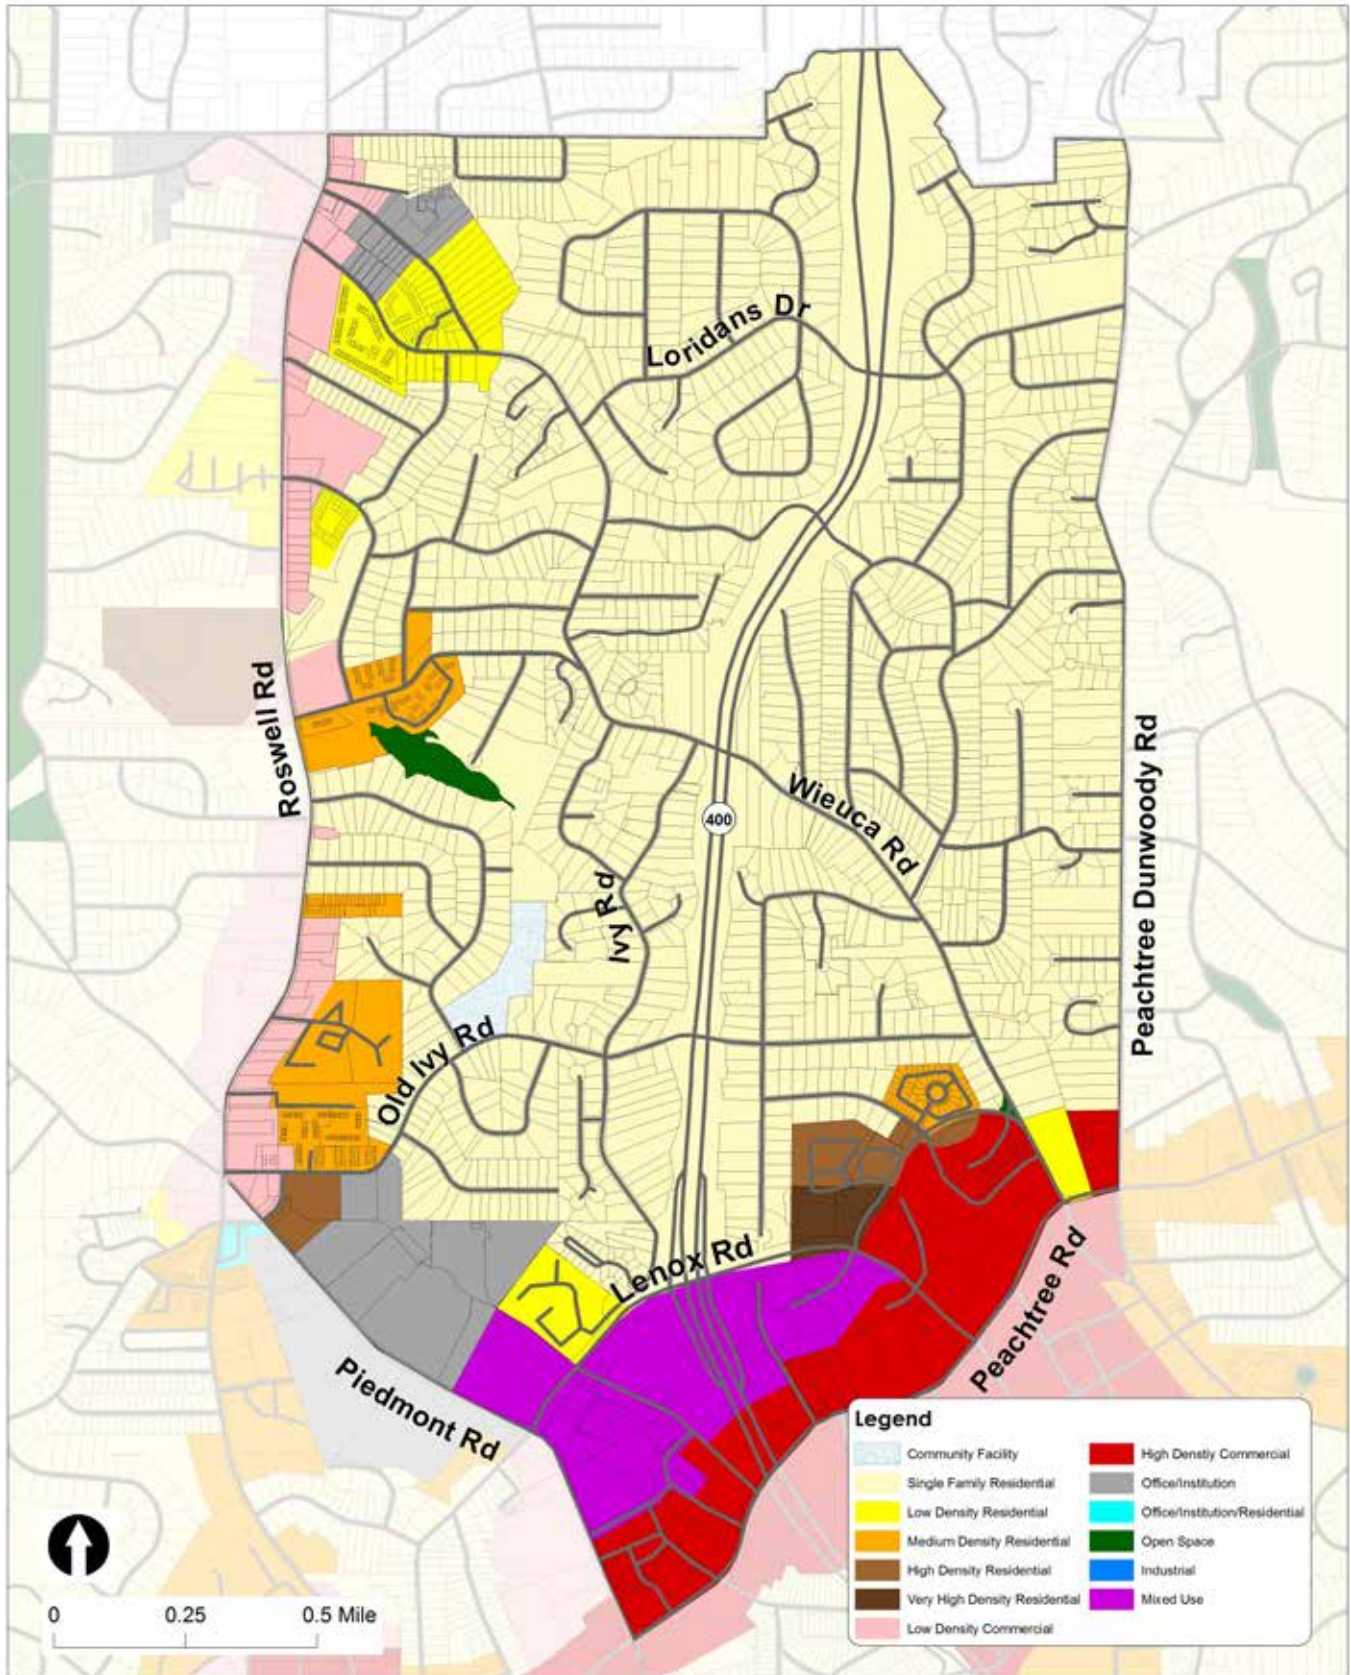 Loridans Dr
Roswell Rd
Peachtree Dunwoody Rd
400
Wieuca Rd
Ivy Rd
Old Ivy Rd
Lenox Rd
Peachtree Rd
Piedmont Rd
Legend
Community Facility
Single Family Residential
Low Density Residential
Medium Density Residential
High Density Residential
Very High Density Residential
Low Density Commercial
High Denstiy Commercial
Office/Institution
Office/Institution/Residential
Open Space
Industrial
Mixed Use
0 0.25 0.5 Mile